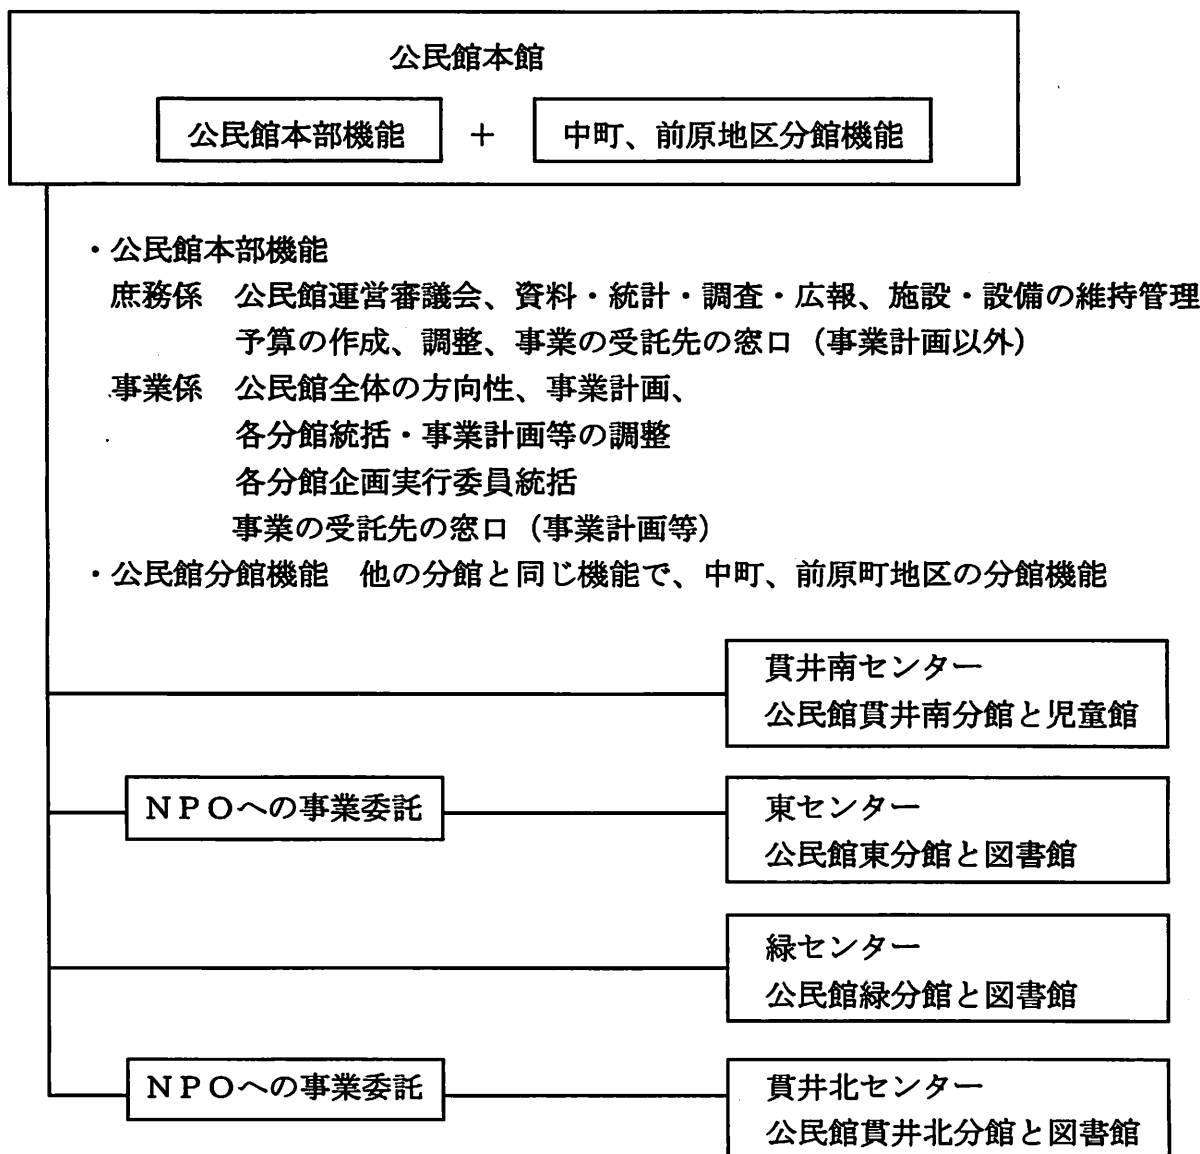 公民館本館
公民館本部機能 ＋ 中町、前原地区分館機能
・公民館本部機能
庶務係 公民館運営審議会、資料・統計・調査・広報、施設・設備の維持管理
予算の作成、調整、事業の受託先の窓口（事業計画以外）
事業係 公民館全体の方向性、事業計画、
各分館統括・事業計画等の調整
各分館企画実行委員統括
事業の受託先の窓口（事業計画等）
・公民館分館機能 他の分館と同じ機能で、中町、前原町地区の分館機能
貫井南センター
公民館貫井南分館と児童館
ＮＰＯへの事業委託
東センター
公民館東分館と図書館
緑センター
公民館緑分館と図書館
ＮＰＯへの事業委託
貫井北センター
公民館貫井北分館と図書館